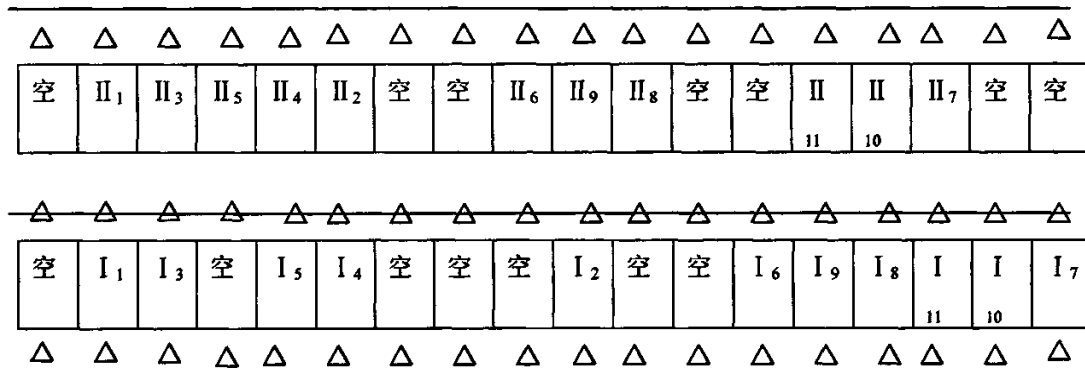 空 Ⅱ1 Ⅱ3 Ⅱ5 Ⅱ4 Ⅱ2 空 空 Ⅱ6 Ⅱ9 Ⅱ8 空 空 Ⅱ11 Ⅱ10 Ⅱ7 空 空
空 Ⅰ1 Ⅰ3 空 Ⅰ5 Ⅰ4 空 空 空 Ⅰ2 空 空 Ⅰ6 Ⅰ9 Ⅰ8 Ⅰ11 Ⅰ10 Ⅰ7